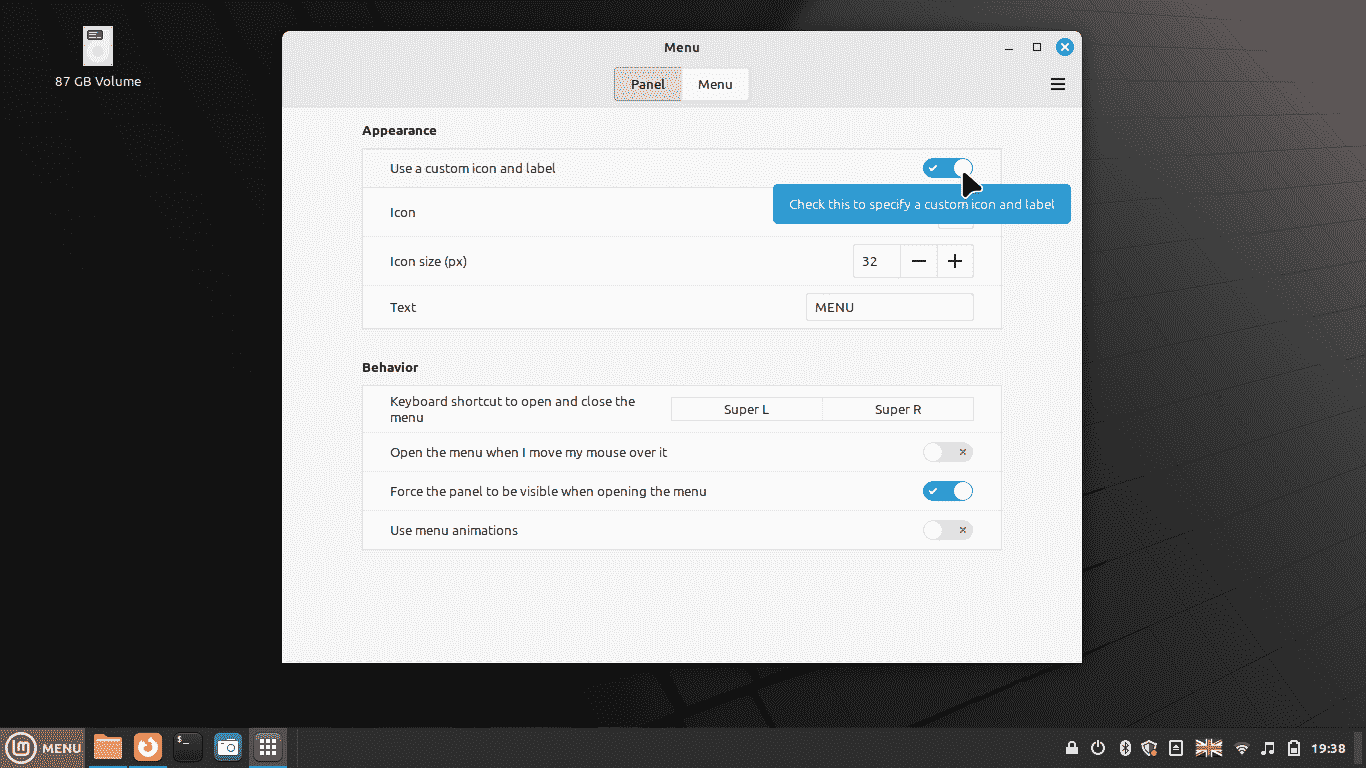 87 GB Volume
Menu
Panel
Menu
Appearance
Use a custom icon and label
Check this to specify a custom icon and label
Icon
Icon size (px)
32
Text
MENU
Behavior
Keyboard shortcut to open and close the
menu
Super L
Super R
Open the menu when I move my mouse over it
Force the panel to be visible when opening the menu
Use menu animations
MENU
19:38